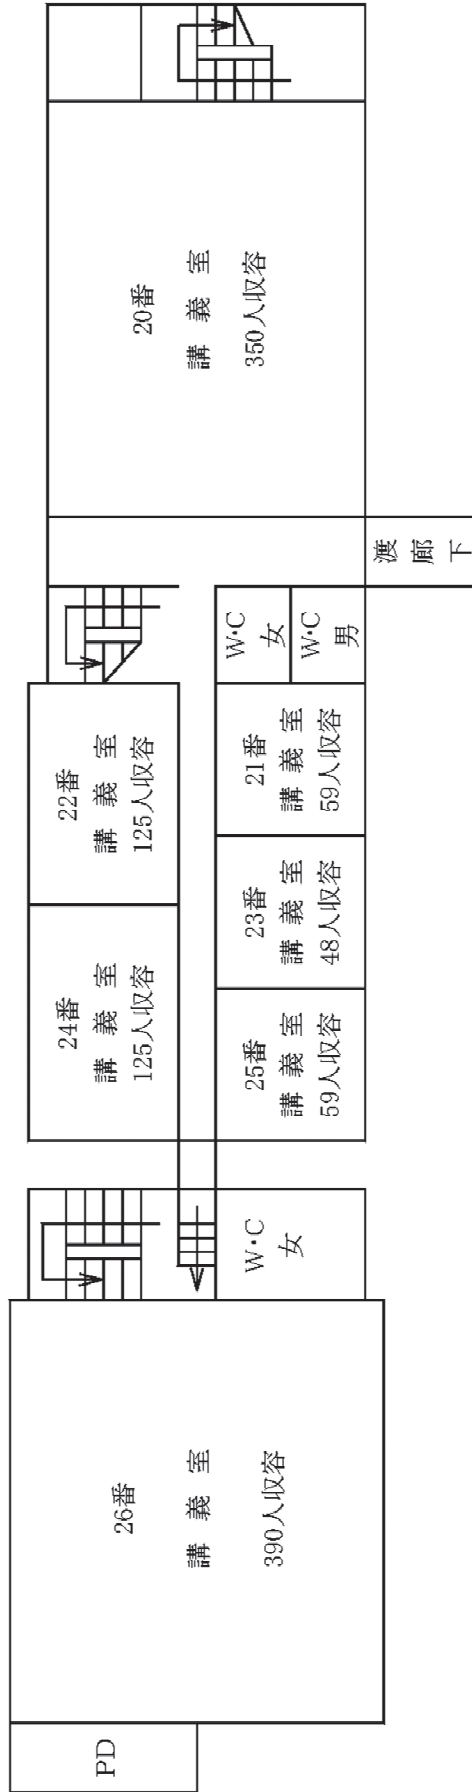 PD
26番
講義室
390人収容
W·C
女
24番
講義室
125人収容
22番
講義室
125人収容
25番
講義室
59人収容
23番
講義室
48人収容
21番
講義室
59人収容
W·C
女
W·C
男
渡廊下
20番
講義室
350人収容